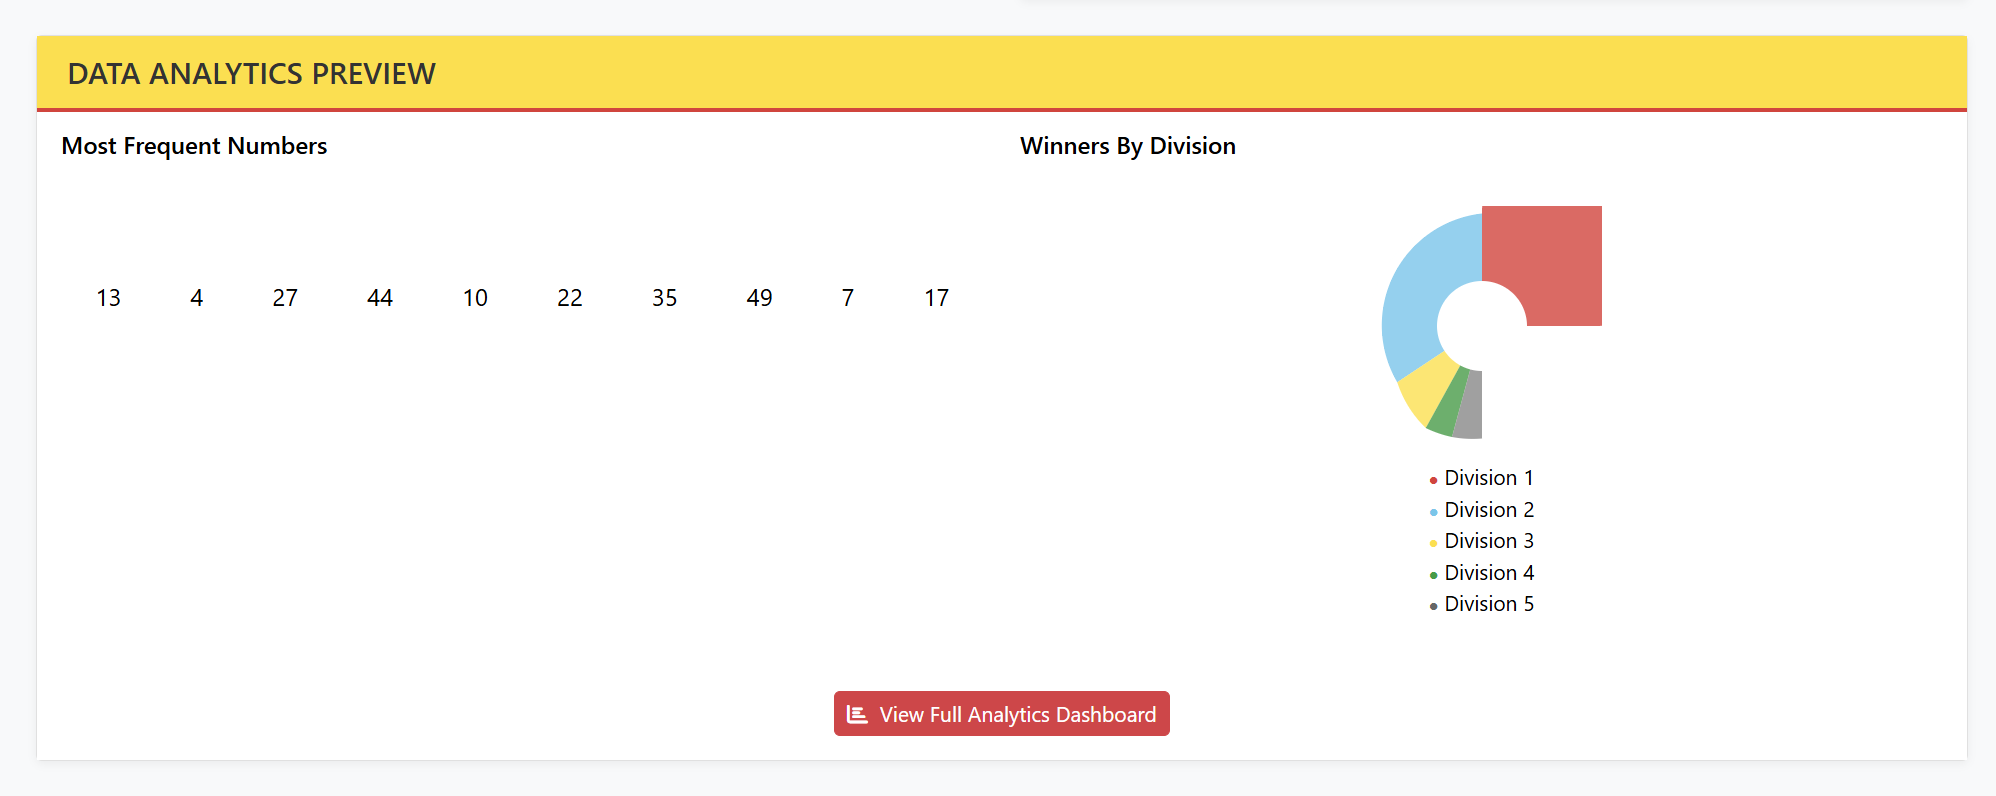 DATA ANALYTICS PREVIEW
Most Frequent Numbers
13 4 27 44 10 22 35 49 7 17
Winners By Division
Division 1
Division 2
Division 3
Division 4
Division 5
View Full Analytics Dashboard